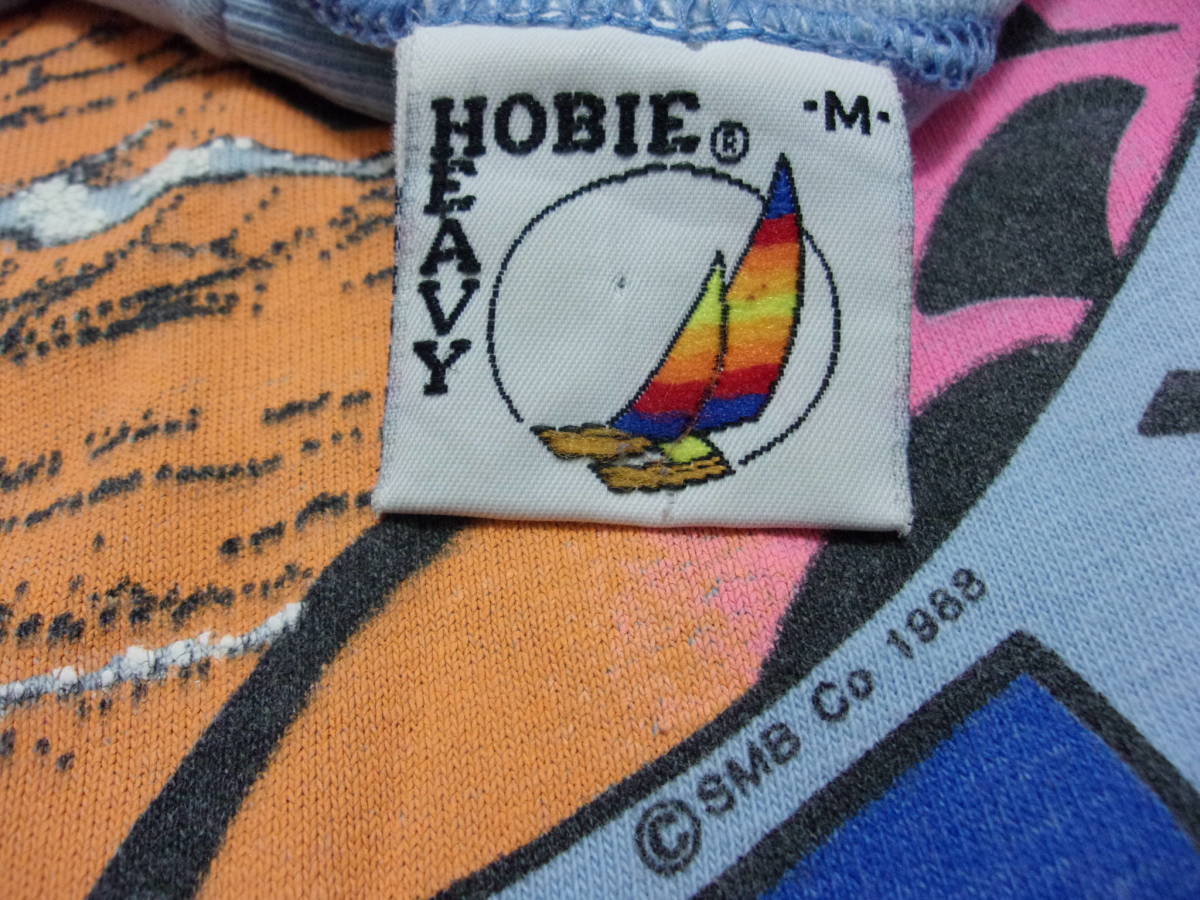 HOBIE ®
HEAVY
·M·
© SMB Co 1988